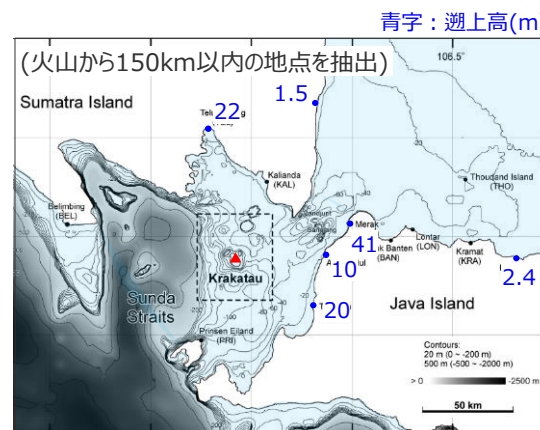 青字：遡上高(m
(火山から150km以内の地点を抽出)
106.5°
Sumatra Island
22
1.5
Kalianda
(KAL)
Thousand Island
(THO)
Belimbing
(BEL)
Merak
41
Lontar
(LON)
Banten
(BAN)
Kramat
(KRA)
10
2.4
Krakatau
Sunda
Straits
20
Java Island
Prinsen Eiland
(PRI)
Contours:
20 m (0 ~ -200 m)
500 m (-500 ~ -2000 m)
> 0
-2500 m
50 km